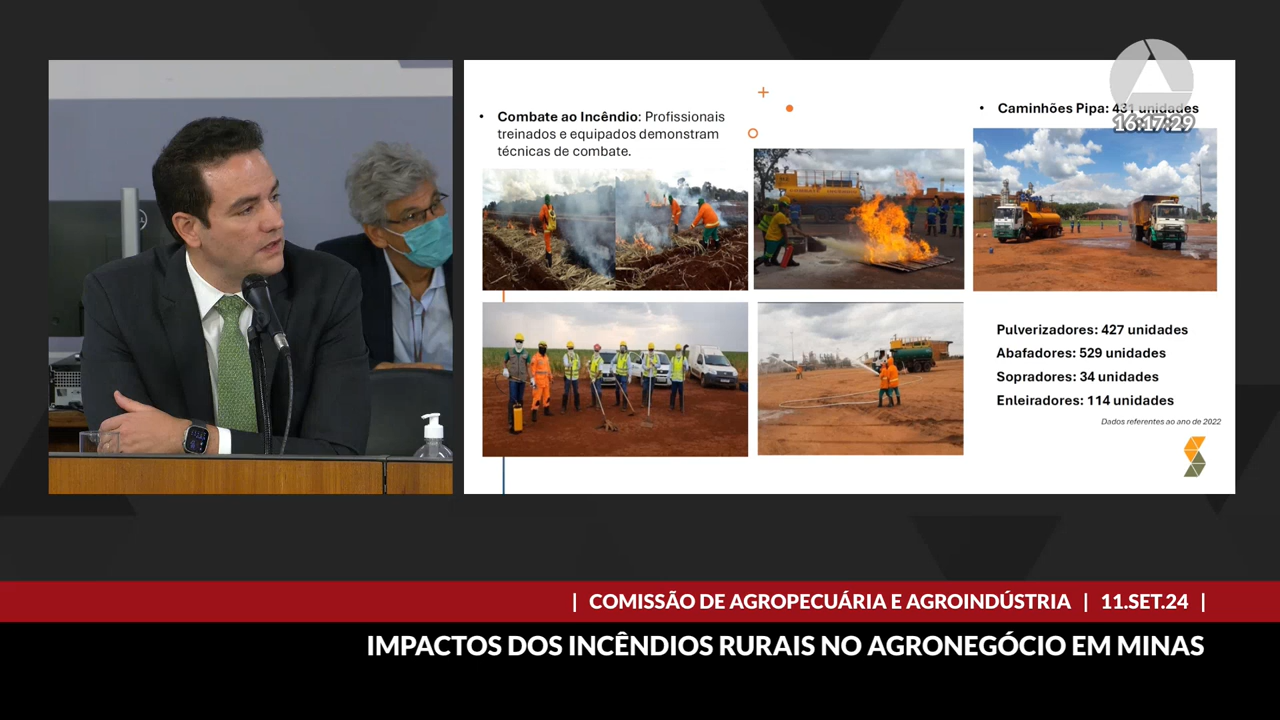 • Combate ao Incêndio: Profissionais
treinados e equipados demonstram
técnicas de combate.
• Caminhões Pipa: 431 unidades
16:17:29
Pulverizadores: 427 unidades
Abafadores: 529 unidades
Sopradores: 34 unidades
Enleiradores: 114 unidades
Dados referentes ao ano de 2022
| COMISSÃO DE AGROPECUÁRIA E AGROINDÚSTRIA | 11.SET.24 |
IMPACTOS DOS INCÊNDIOS RURAIS NO AGRONEGÓCIO EM MINAS